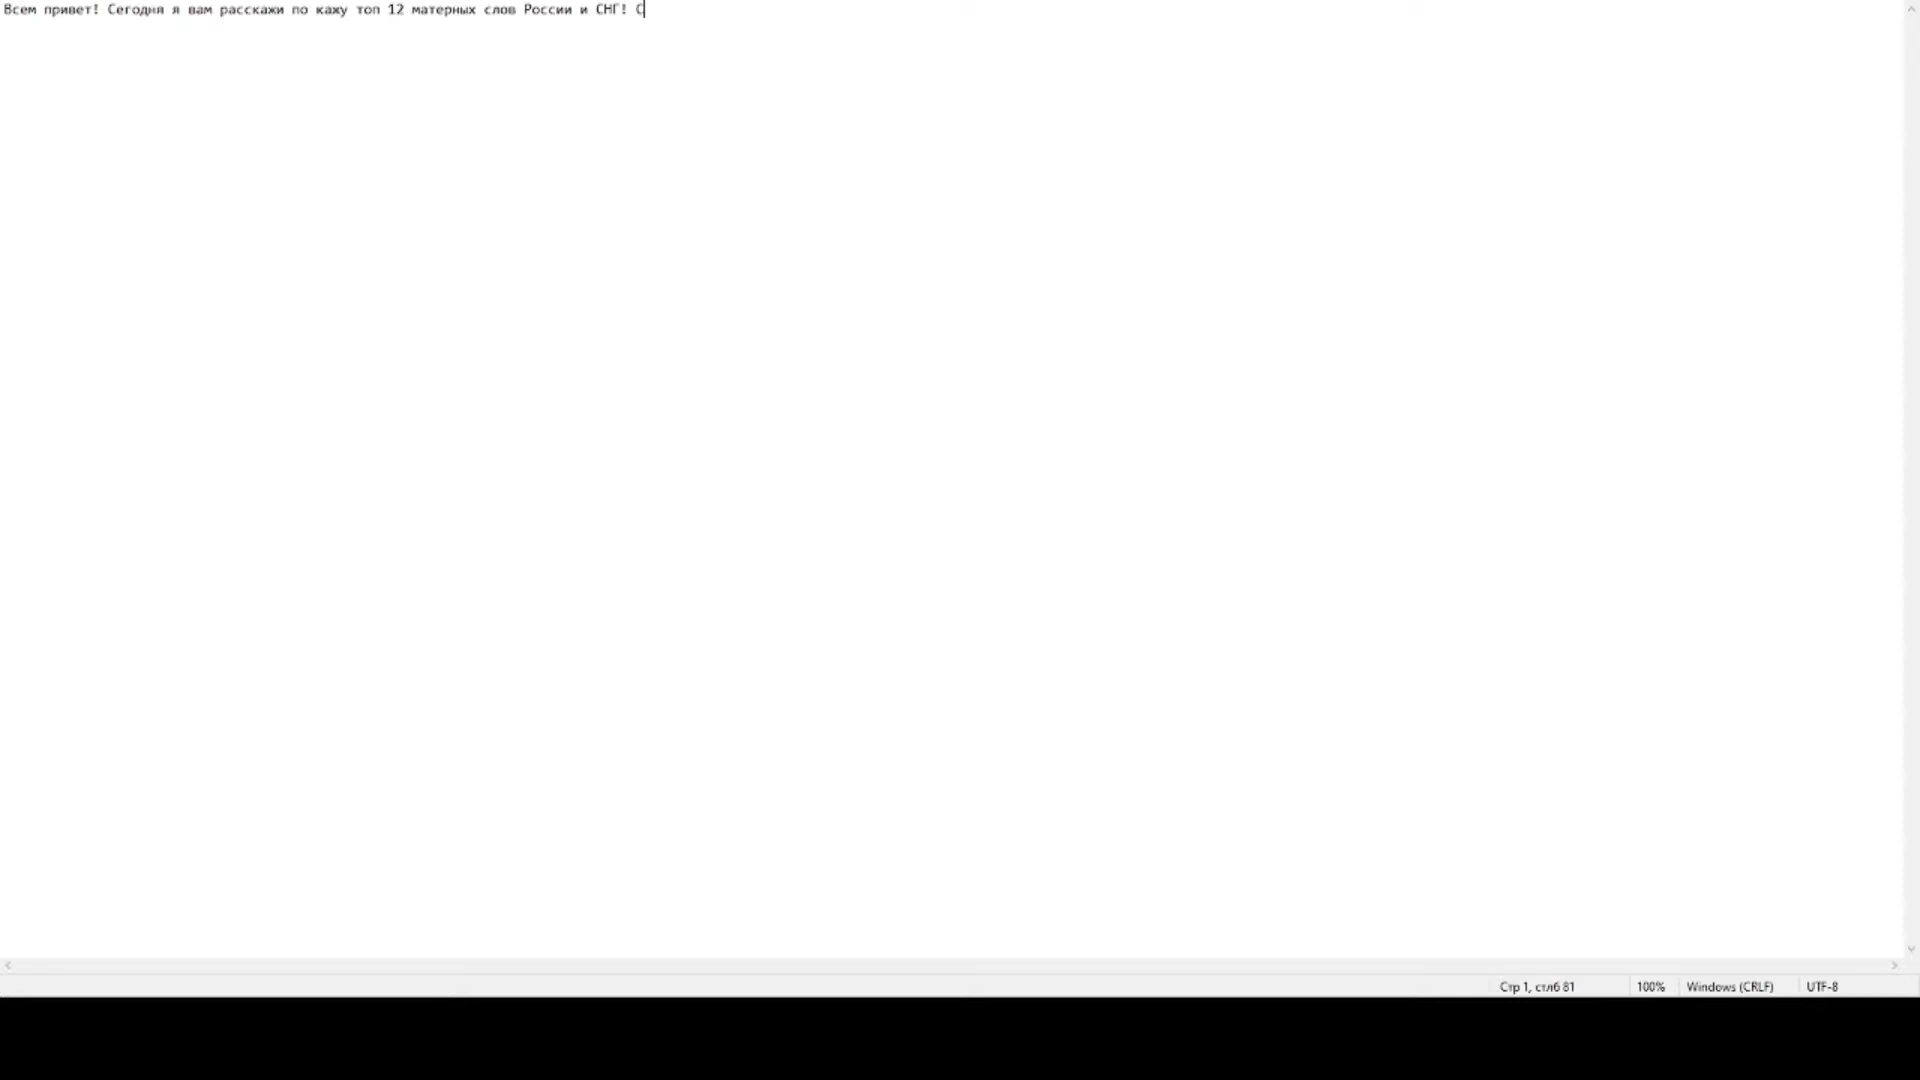 Всем привет! Сегодня я вам расскажи по кажу топ 12 матерных слов России и СНГ! С
Стр 1, стлб 81 100% Windows (CRLF) UTF-8